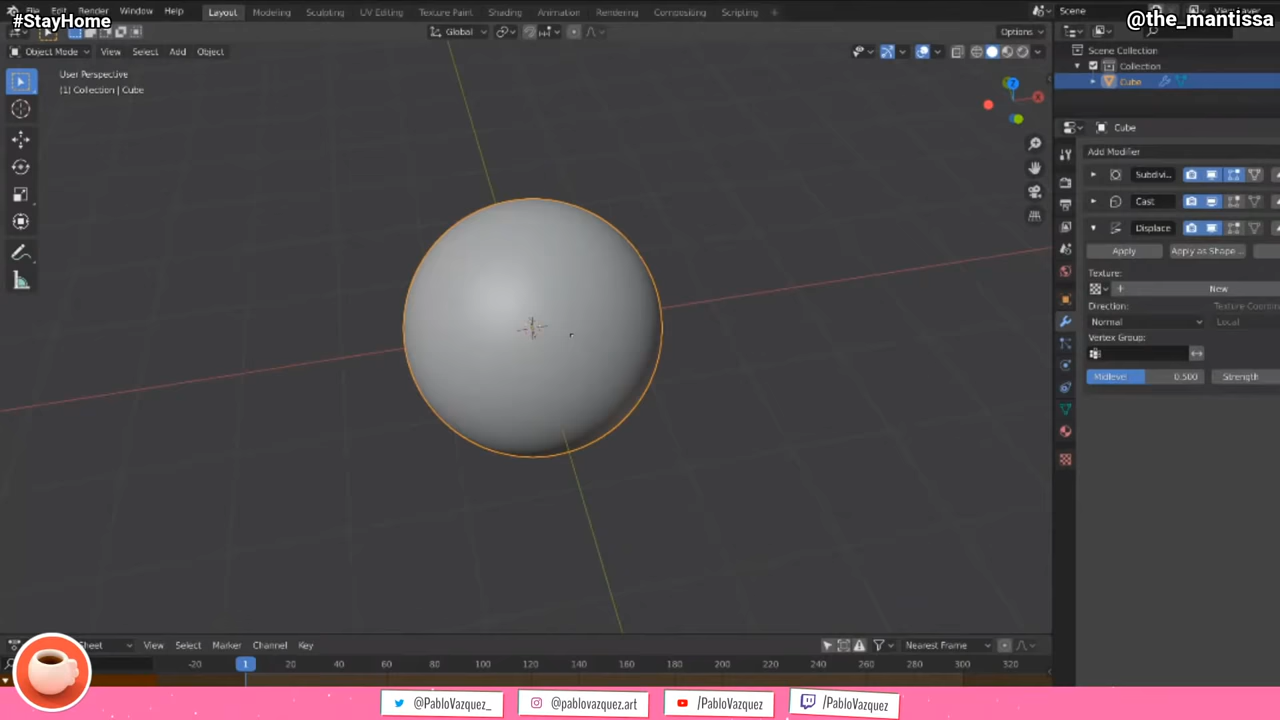 #StayHome
@the_mantissa
File Edit Render Window Help
Layout Modeling Sculpting UV Editing Texture Paint Shading Animation Rendering Compositing Scripting +
Scene
Global
Options
Object Mode View Select Add Object
User Perspective
(1) Collection | Cube
Z
Scene Collection
Collection
Cube
Cube
Add Modifier
Subdivi...
Cast
Displace
Apply Apply as Shape...
Texture:
+ New
Direction: Texture Coordin
Normal Local
Vertex Group:
Midlevel 0.500 Strength
Sheet View Select Marker Channel Key
Nearest Frame
-20 1 20 40 60 80 100 120 140 160 180 200 220 240 260 280 300 320
@PabloVazquez_
@pablovazquez.art
/PabloVazquez
/PabloVazquez